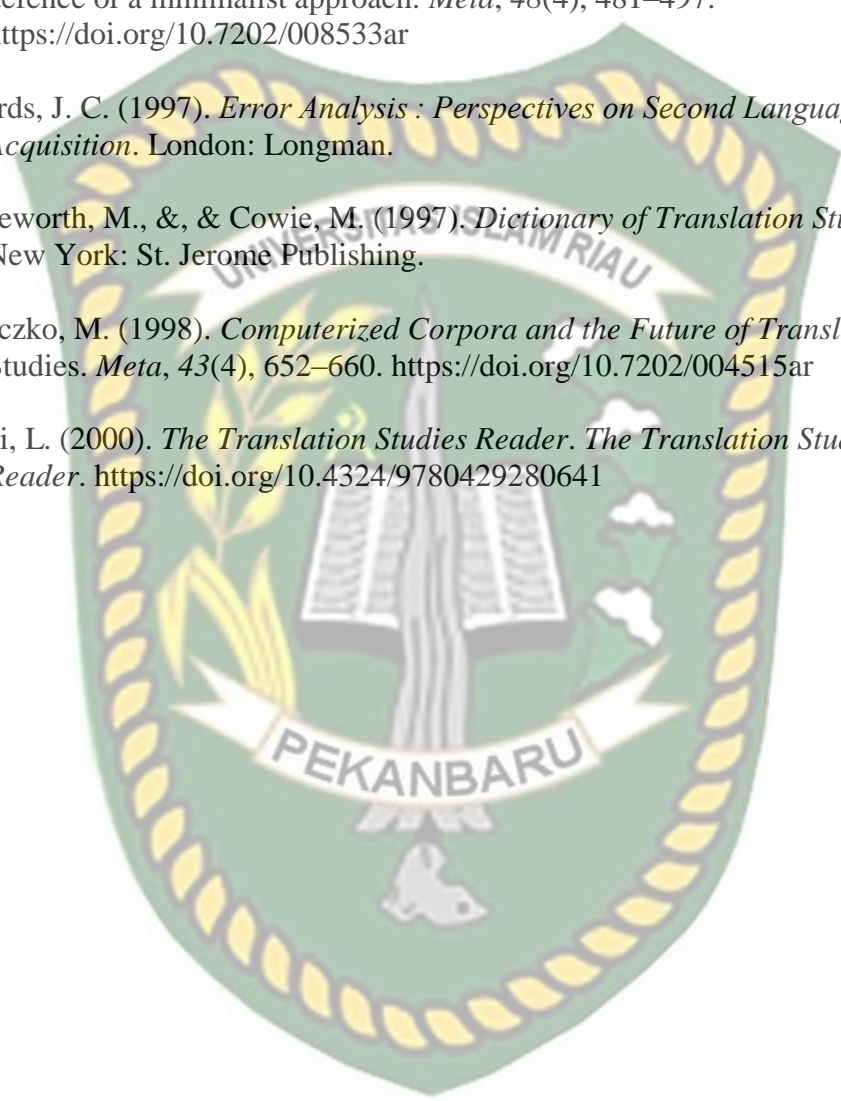 erence of a minimalist approach. Meta, 48(4), 481–497.
ttps://doi.org/10.7202/008533ar
rds, J. C. (1997). Error Analysis : Perspectives on Second Languag
cquisition. London: Longman.
eworth, M., &, & Cowie, M. (1997). Dictionary of Translation Stu
New York: St. Jerome Publishing.
czko, M. (1998). Computerized Corpora and the Future of Transl
Studies. Meta, 43(4), 652–660. https://doi.org/10.7202/004515ar
i, L. (2000). The Translation Studies Reader. The Translation Stud
Reader. https://doi.org/10.4324/9780429280641
UNIVERSITAS ISLAM RIAU
PEKANBARU